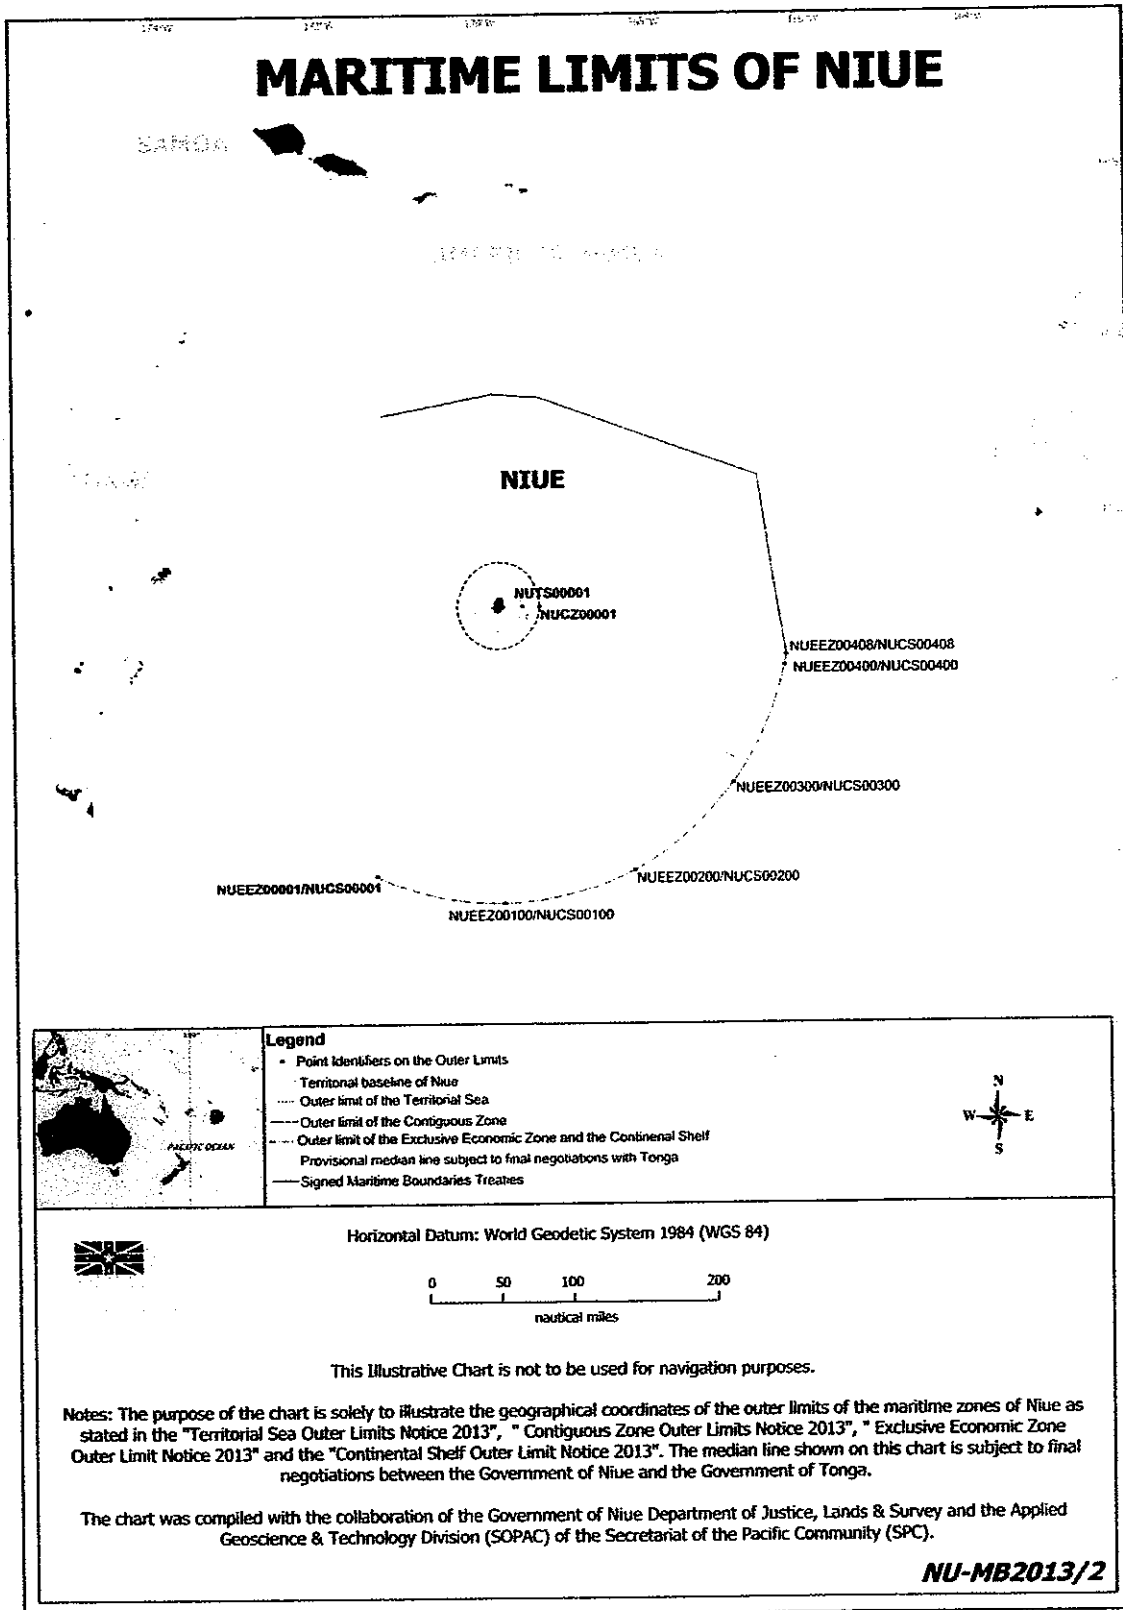 MARITIME LIMITS OF NIUE
SAMOA
NIUE
NUTS00001
NUCZ00001
NUEEZ00408/NUCS00408
NUEEZ00400/NUCS00400
NUEEZ00300/NUCS00300
NUEEZ00200/NUCS00200
NUEEZ00001/NUCS00001
NUEEZ00100/NUCS00100
PACIFIC OCEAN
Legend
Point Identifiers on the Outer Limits
Territorial baseline of Niue
Outer limit of the Territorial Sea
Outer limit of the Contiguous Zone
Outer limit of the Exclusive Economic Zone and the Continenal Shelf
Provisional median line subject to final negotiations with Tonga
Signed Maritime Boundaries Treaties
N
W E
S
Horizontal Datum: World Geodetic System 1984 (WGS 84)
0 50 100 200
nautical miles
This Illustrative Chart is not to be used for navigation purposes.
Notes: The purpose of the chart is solely to illustrate the geographical coordinates of the outer limits of the maritime zones of Niue as
stated in the "Territorial Sea Outer Limits Notice 2013", " Contiguous Zone Outer Limits Notice 2013", " Exclusive Economic Zone
Outer Limit Notice 2013" and the "Continental Shelf Outer Limit Notice 2013". The median line shown on this chart is subject to final
negotiations between the Government of Niue and the Government of Tonga.
The chart was compiled with the collaboration of the Government of Niue Department of Justice, Lands & Survey and the Applied
Geoscience & Technology Division (SOPAC) of the Secretariat of the Pacific Community (SPC).
NU-MB2013/2